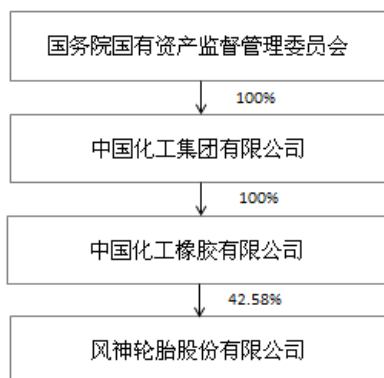 国务院国有资产监督管理委员会
100%
中国化工集团有限公司
100%
中国化工橡胶有限公司
42.58%
风神轮胎股份有限公司